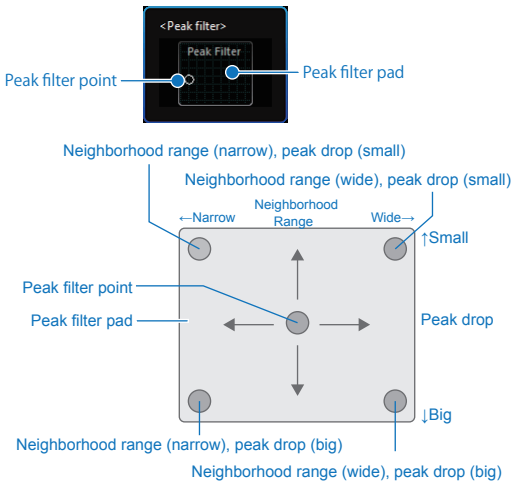 <Peak filter>
Peak Filter
Peak filter point
Peak filter pad
Neighborhood range (narrow), peak drop (small)
Neighborhood range (wide), peak drop (small)
←Narrow
Neighborhood
Range
Wide→
↑Small
Peak filter point
Peak filter pad
Peak drop
↓Big
Neighborhood range (narrow), peak drop (big)
Neighborhood range (wide), peak drop (big)